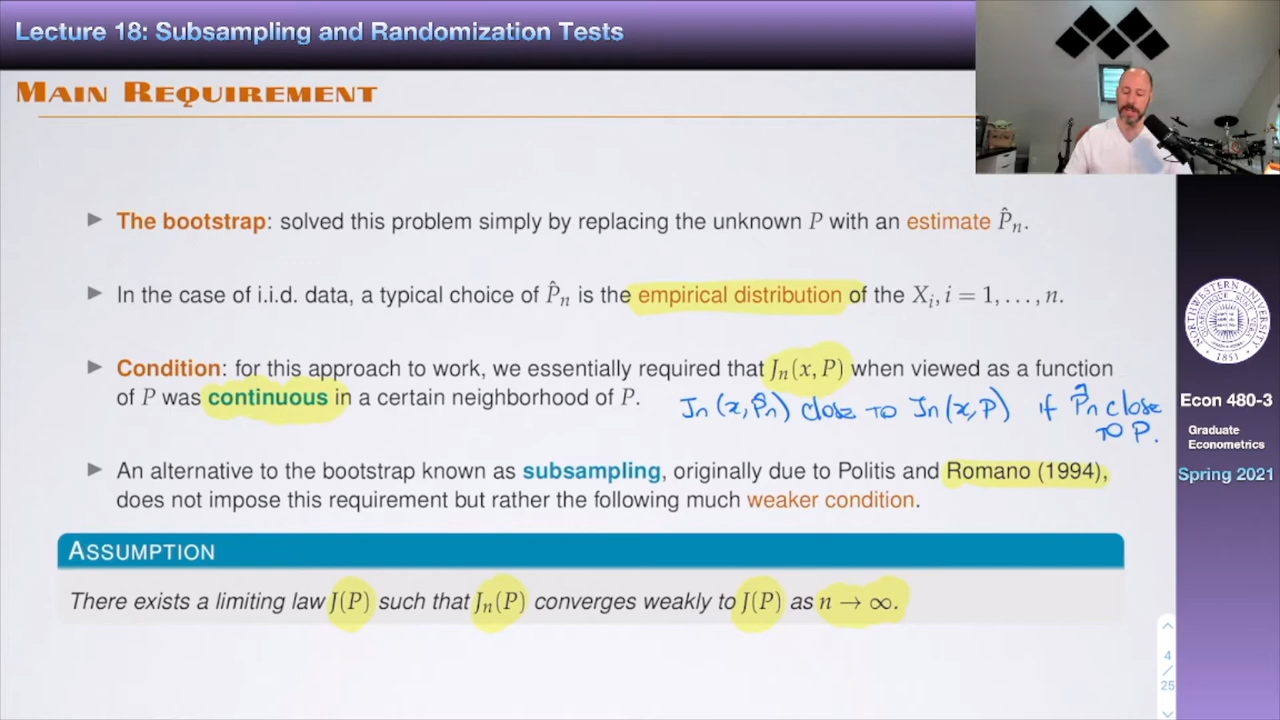 Lecture 18: Subsampling and Randomization Tests
MAIN REQUIREMENT
▶ The bootstrap: solved this problem simply by replacing the unknown P with an estimate P̂ₙ.
▶ In the case of i.i.d. data, a typical choice of P̂ₙ is the empirical distribution of the Xᵢ, i = 1, . . . , n.
▶ Condition: for this approach to work, we essentially required that Jₙ(x, P) when viewed as a function
of P was continuous in a certain neighborhood of P.
Jₙ(x, P̂ₙ) close to Jₙ(x, P) if P̂ₙ close
to P.
▶ An alternative to the bootstrap known as subsampling, originally due to Politis and Romano (1994),
does not impose this requirement but rather the following much weaker condition.
ASSUMPTION
There exists a limiting law J(P) such that Jₙ(P) converges weakly to J(P) as n → ∞.
NORTHWESTERN UNIVERSITY
1851
Econ 480-3
Graduate
Econometrics
Spring 2021
4
/
25